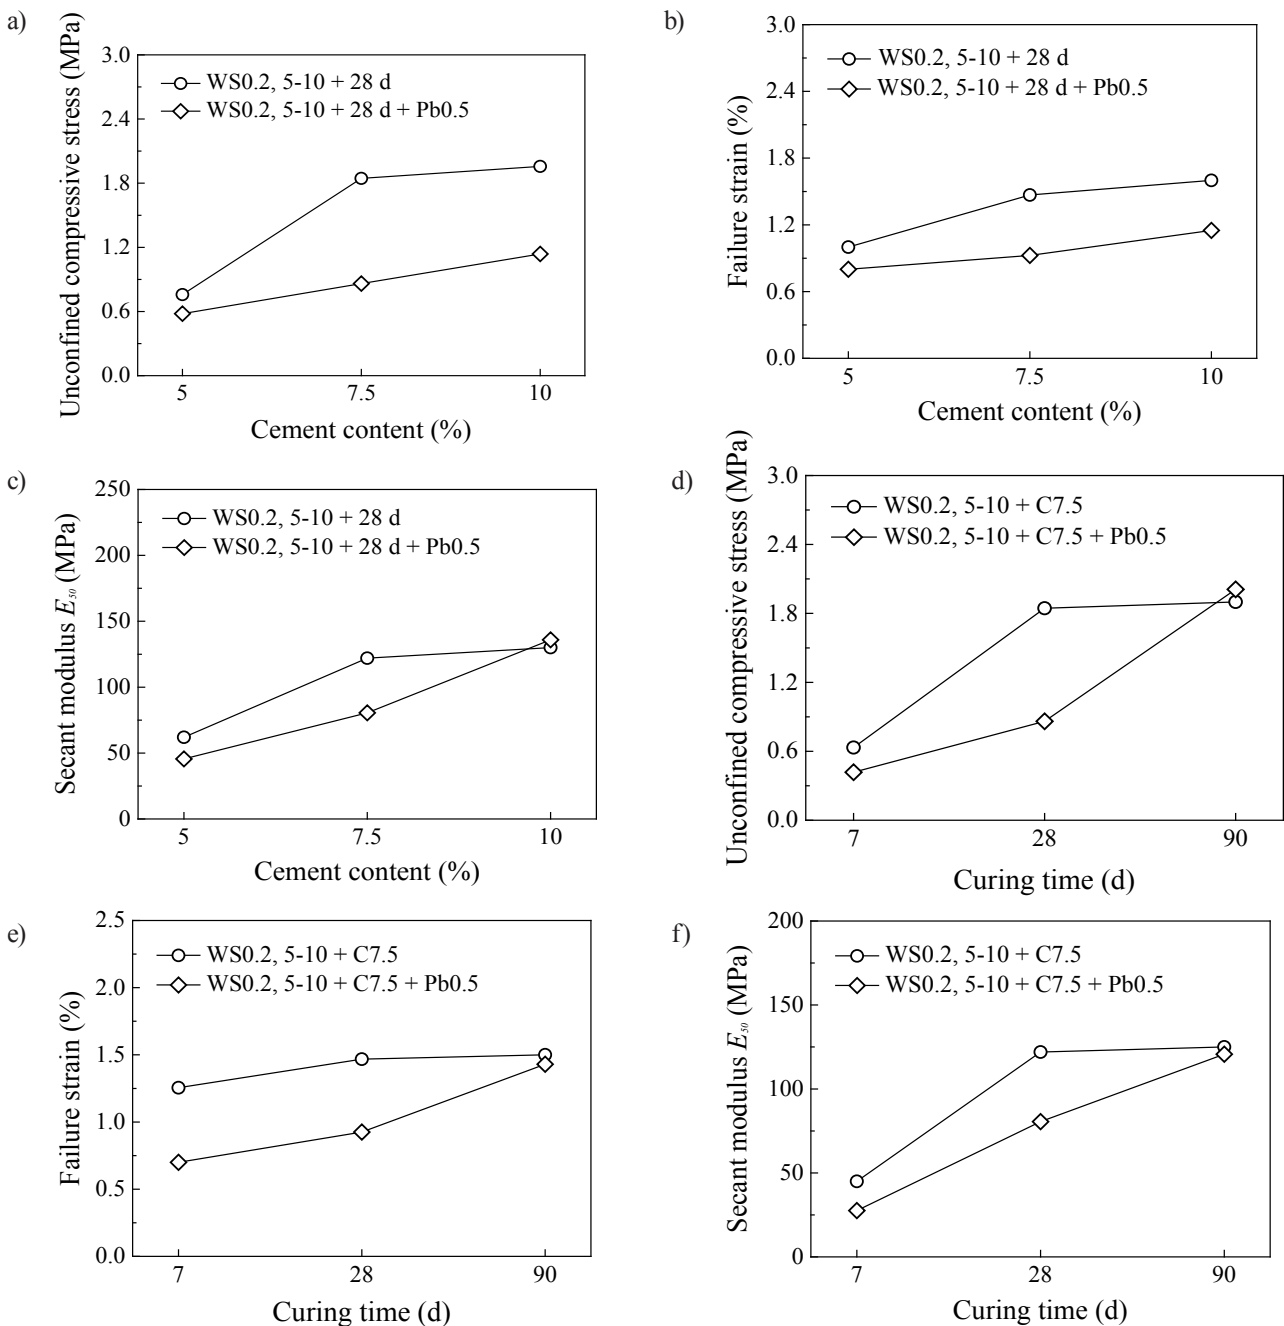 a)
Unconfined compressive stress (MPa)
3.0
2.4
1.8
1.2
0.6
0.0
WS0.2, 5-10 + 28 d
WS0.2, 5-10 + 28 d + Pb0.5
5 7.5 10
Cement content (%)
b)
Failure strain (%)
3.0
2.4
1.8
1.2
0.6
0.0
WS0.2, 5-10 + 28 d
WS0.2, 5-10 + 28 d + Pb0.5
5 7.5 10
Cement content (%)
c)
Secant modulus E50 (MPa)
250
200
150
100
50
0
WS0.2, 5-10 + 28 d
WS0.2, 5-10 + 28 d + Pb0.5
5 7.5 10
Cement content (%)
d)
Unconfined compressive stress (MPa)
3.0
2.4
1.8
1.2
0.6
0.0
WS0.2, 5-10 + C7.5
WS0.2, 5-10 + C7.5 + Pb0.5
7 28 90
Curing time (d)
e)
Failure strain (%)
2.5
2.0
1.5
1.0
0.5
0.0
WS0.2, 5-10 + C7.5
WS0.2, 5-10 + C7.5 + Pb0.5
7 28 90
Curing time (d)
f)
Secant modulus E50 (MPa)
200
150
100
50
0
WS0.2, 5-10 + C7.5
WS0.2, 5-10 + C7.5 + Pb0.5
7 28 90
Curing time (d)